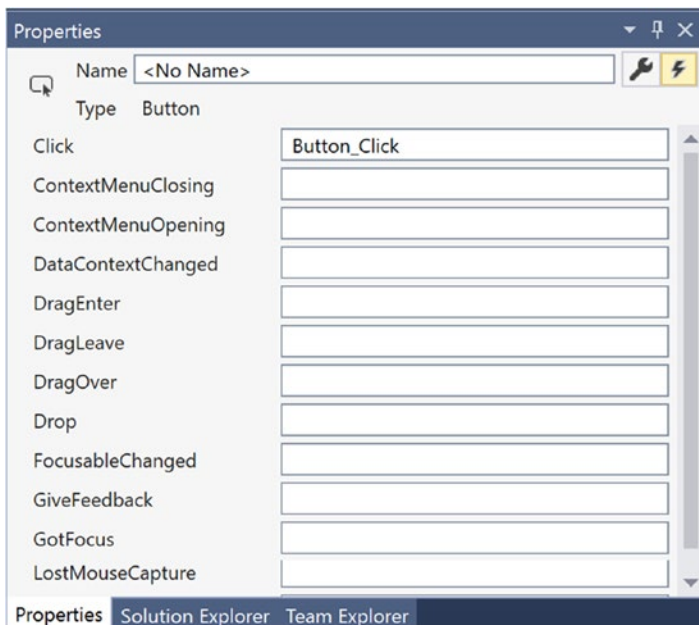 Properties
Name <No Name>
Type Button
Click Button_Click
ContextMenuClosing
ContextMenuOpening
DataContextChanged
DragEnter
DragLeave
DragOver
Drop
FocusableChanged
GiveFeedback
GotFocus
LostMouseCapture
Properties Solution Explorer Team Explorer